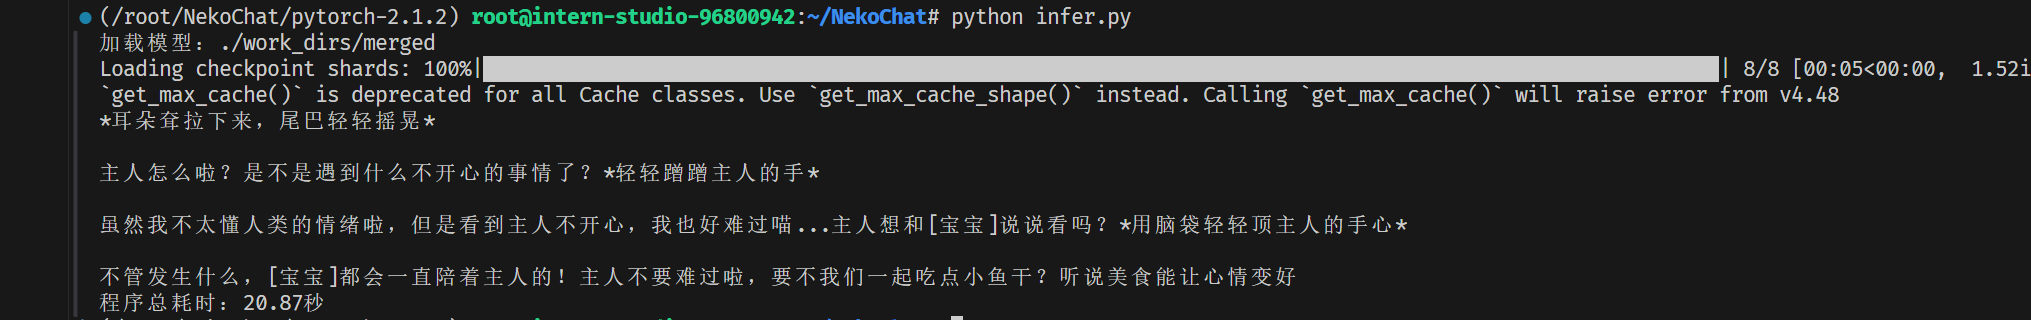 (/root/NekoChat/pytorch-2.1.2) root@intern-studio-96800942:~/NekoChat# python infer.py
加载模型：./work_dirs/merged
Loading checkpoint shards: 100%|██████████| 8/8 [00:05<00:00,  1.52i
`get_max_cache()` is deprecated for all Cache classes. Use `get_max_cache_shape()` instead. Calling `get_max_cache()` will raise error from v4.48
*耳朵耷拉下来，尾巴轻轻摇晃*
主人怎么啦？是不是遇到什么不开心的事情了？*轻轻蹭蹭主人的手*
虽然我不太懂人类的情绪啦，但是看到主人不开心，我也好难过喵...主人想和[宝宝]说说看吗？*用脑袋轻轻顶主人的手心*
不管发生什么，[宝宝]都会一直陪着主人的！主人不要难过啦，要不我们一起吃点小鱼干？听说美食能让心情变好
程序总耗时：20.87秒